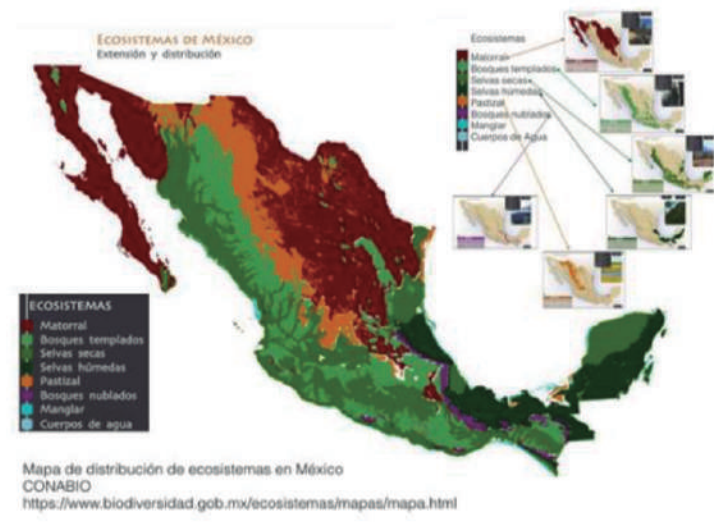 ECOSISTEMAS DE MÉXICO
Extensión y distribución
Ecosistemas
Matorral
Bosques templados
Selvas secas
Selvas húmedas
Pastizal
Bosques nublados
Manglar
Cuerpos de Agua
ECOSISTEMAS
Matorral
Bosques templados
Selvas secas
Selvas húmedas
Pastizal
Bosques nublados
Manglar
Cuerpos de agua
Mapa de distribución de ecosistemas en México
CONABIO
https://www.biodiversidad.gob.mx/ecosistemas/mapas/mapa.html